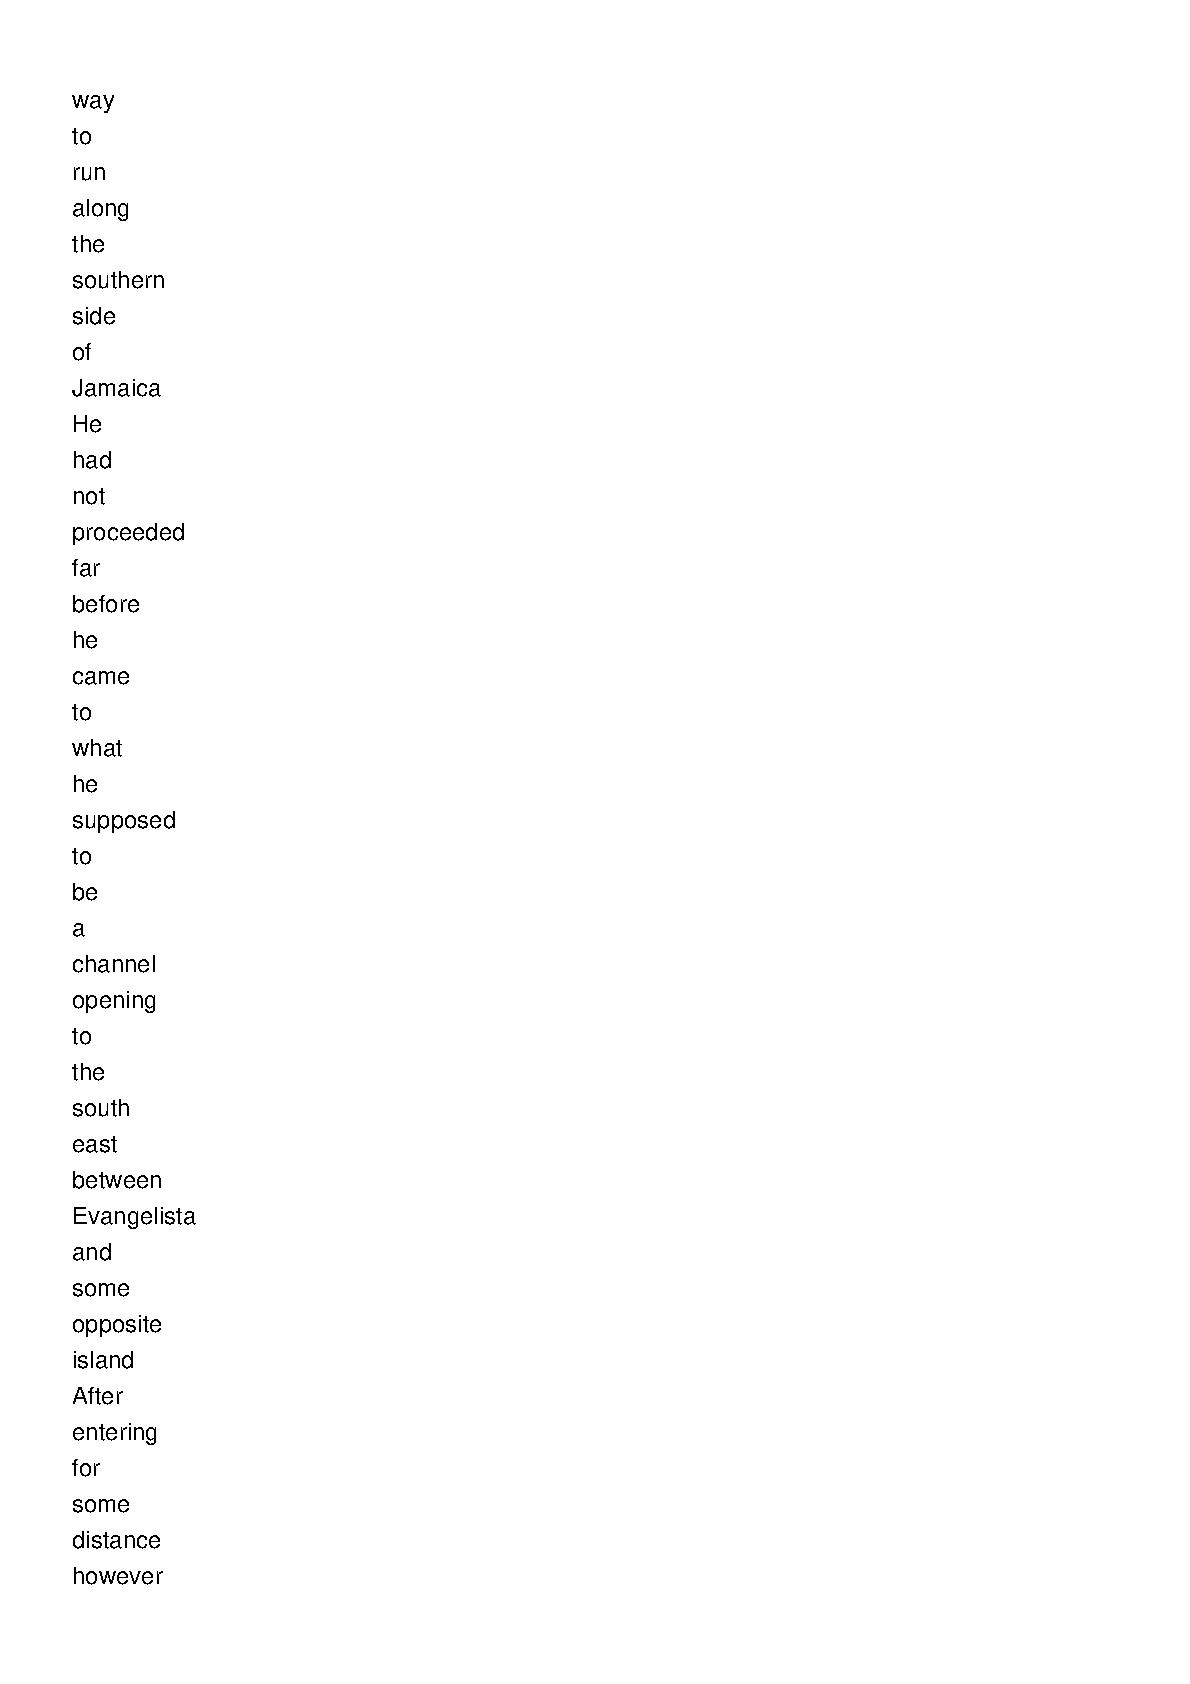 way
to
run
along
the
southern
side
of
Jamaica
He
had
not
proceeded
far
before
he
came
to
what
he
supposed
to
be
a
channel
opening
to
the
south
east
between
Evangelista
and
some
opposite
island
After
entering
for
some
distance
however